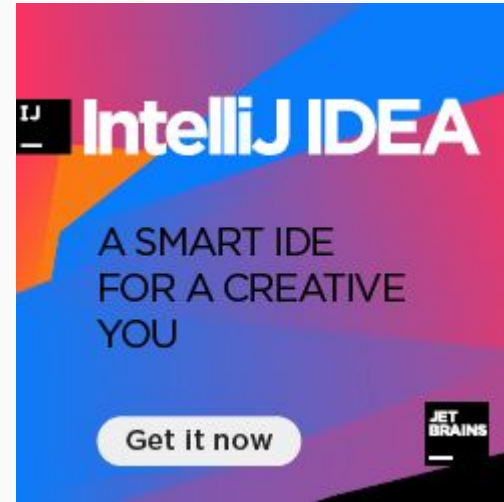 IJ
IntelliJ IDEA
A SMART IDE
FOR A CREATIVE
YOU
Get it now
JET
BRAINS